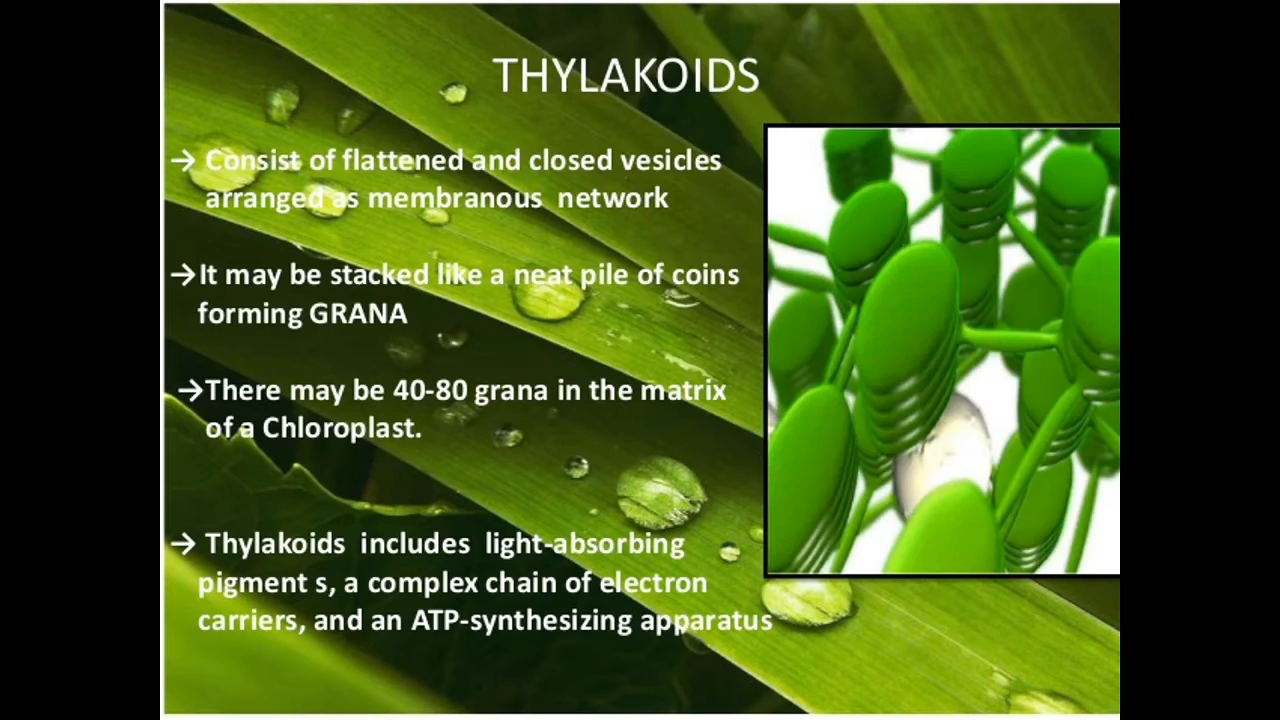 THYLAKOIDS
→ Consist of flattened and closed vesicles
arranged as membranous network
→It may be stacked like a neat pile of coins
forming GRANA
→There may be 40-80 grana in the matrix
of a Chloroplast.
→ Thylakoids includes light-absorbing
pigment s, a complex chain of electron
carriers, and an ATP-synthesizing apparatus